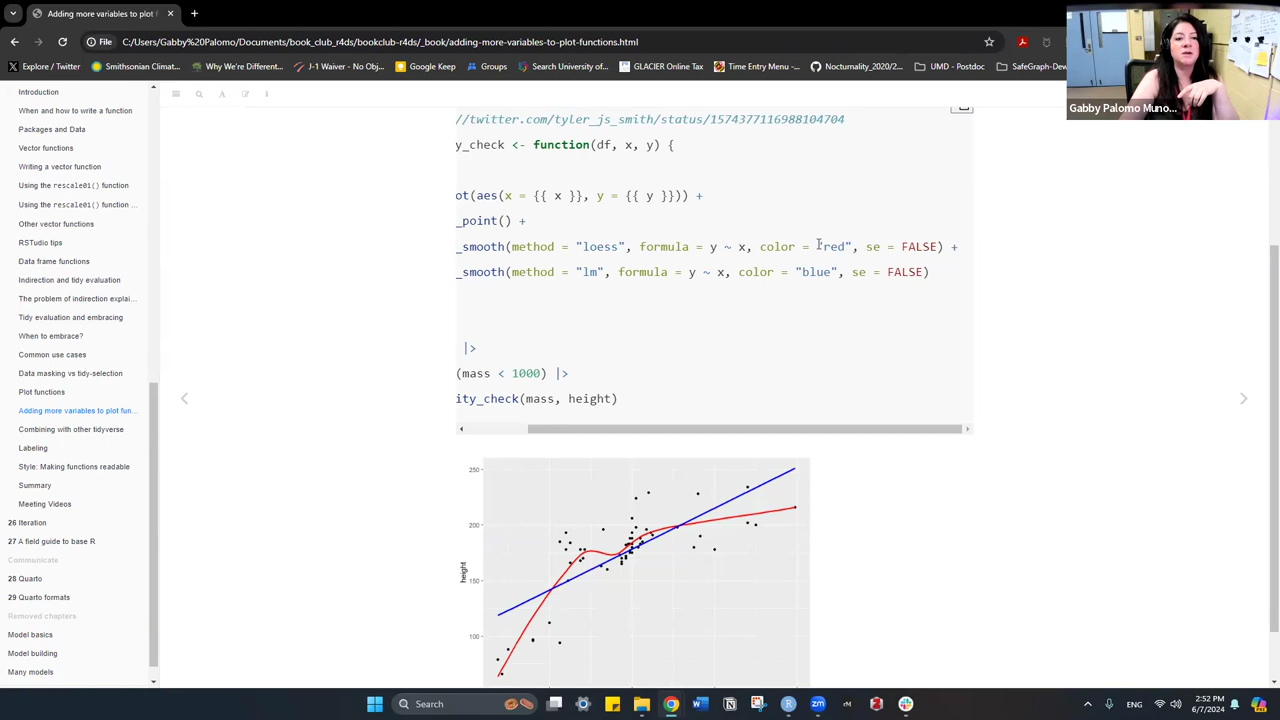 Adding more variables to plot f
C:/Users/Gabby%20Palomo/Documents/book_club_r4ds/bookclub-r4ds/_book/adding-more-variables-to-plot-functions.html
File
Explore / Twitter
Smithsonian Climat...
Why We're Differen...
J-1 Waiver - No Obj...
Google Keep
GLUBER Online Tax
Time Entry Menu -...
Nocturnality_2020/2...
OPTIONS
UMD - Promotion
SafeGraph-Dew
Gabby Palomo Muno...
Introduction
When and how to write a function
Packages and Data
Vector functions
Writing a vector function
Using the rescale01() function
Using the rescale01() function ...
Other vector functions
RSTudio tips
Data frame functions
Indirection and tidy evaluation
The problem of indirection explai...
Tidy evaluation and embracing
When to embrace?
Common use cases
Data masking vs tidy-selection
Plot functions
Adding more variables to plot fun...
Combining with other tidyverse
Labeling
Style: Making functions readable
Summary
Meeting Videos
26 Iteration
27 A field guide to base R
Communicate
28 Quarto
29 Quarto formats
Removed chapters
Model basics
Model building
Many models
//twitter.com/tyler_js_smith/status/1574377116988104704
y_check <- function(df, x, y) {
ot(aes(x = {{ x }}, y = {{ y }})) +
_point() +
_smooth(method = "loess", formula = y ~ x, color = "red", se = FALSE) +
_smooth(method = "lm", formula = y ~ x, color = "blue", se = FALSE)
|>
(mass < 1000) |>
ity_check(mass, height)
250
200
150
100
height
Search
ENG
2:52 PM
6/7/2024